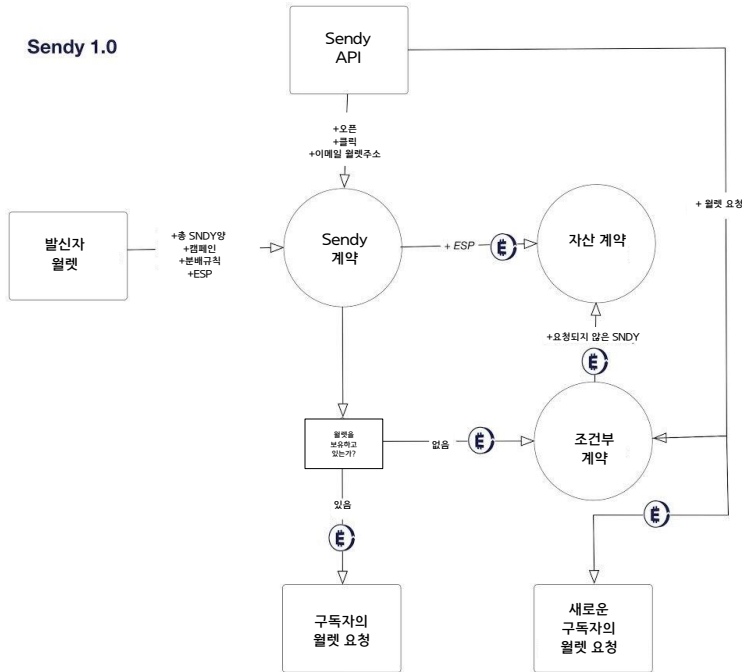 Sendy 1.0
Sendy
API
+오픈
+클릭
+이메일 월렛주소
+ 월렛 요청
발신자
월렛
+총 SNDY양
+캠페인
+분배규칙
+ESP
Sendy
계약
+ ESP
자산 계약
+요청되지 않은 SNDY
월렛을
보유하고
있는가?
없음
조건부
계약
있음
구독자의
월렛 요청
새로운
구독자의
월렛 요청